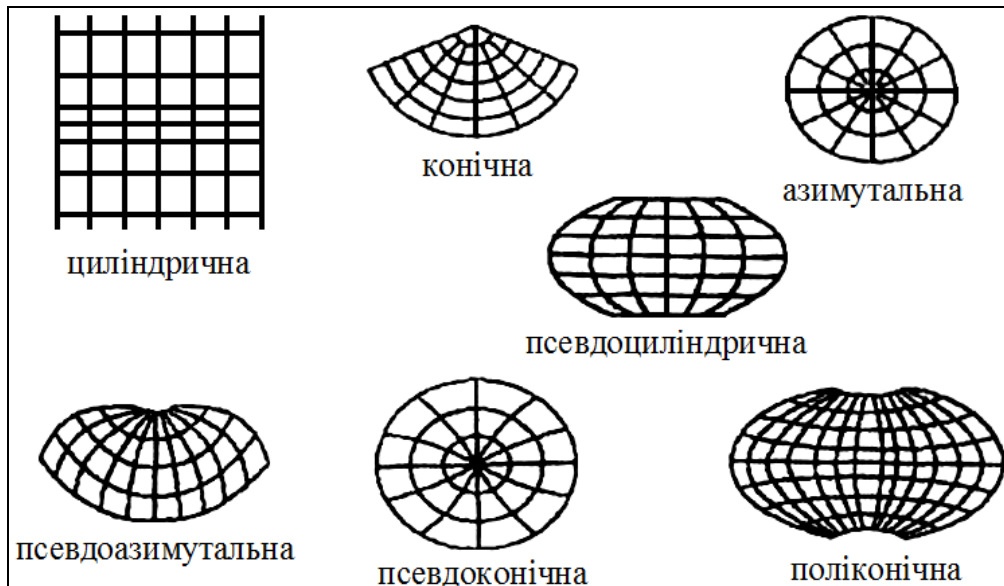 циліндрична
конічна
азимутальна
псевдоциліндрична
псевдоазимутальна
псевдоконічна
поліконічна